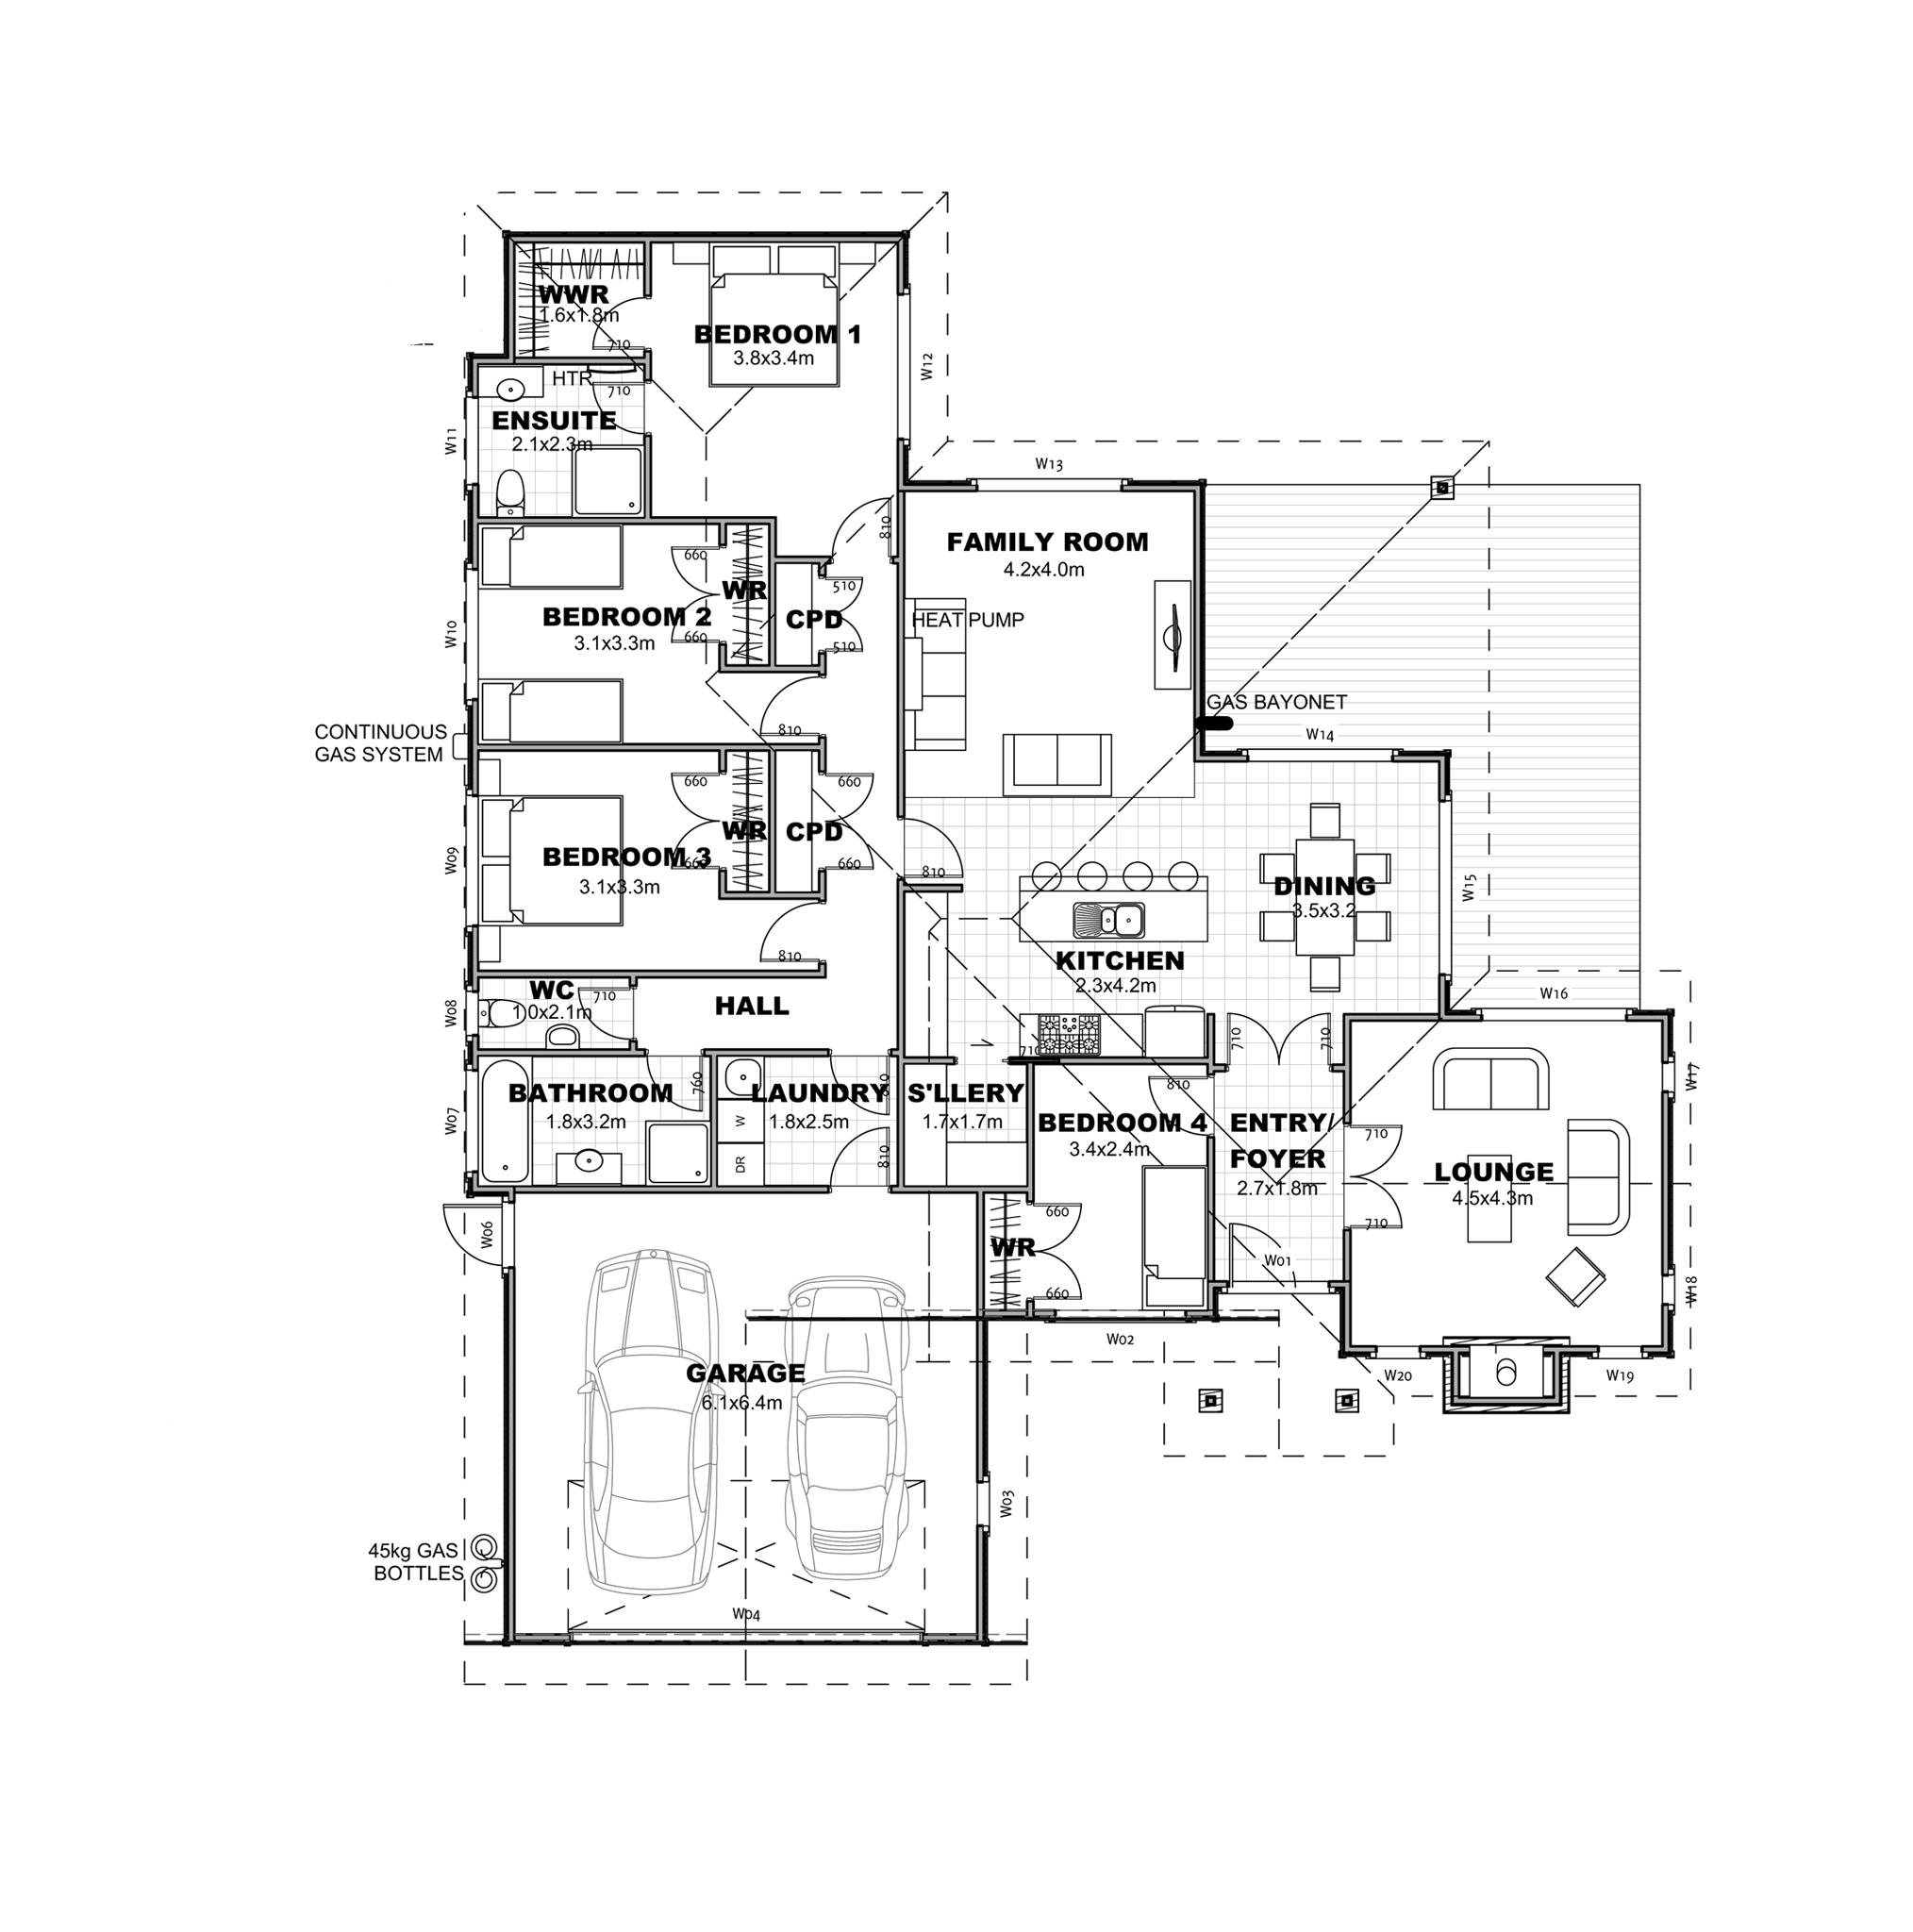 WWR
1.6x1.8m
710
BEDROOM 1
3.8x3.4m
W12
HTR
710
ENSUITE
2.1x2.3m
W11
W13
810
FAMILY ROOM
4.2x4.0m
660
510
WR
CPD
BEDROOM 2
3.1x3.3m
660
510
W10
HEAT PUMP
GAS BAYONET
CONTINUOUS
GAS SYSTEM
810
W14
660
660
WR
CPD
BEDROOM 3
3.1x3.3m
660
660
W09
810
DINING
3.5x3.2
W15
810
KITCHEN
2.3x4.2m
WC
1.0x2.1m
710
HALL
W08
W16
710
710
710
BATHROOM
1.8x3.2m
760
W07
LAUNDRY
1.8x2.5m
810
W
DR
810
S'LLERY
1.7x1.7m
810
BEDROOM 4
3.4x2.4m
ENTRY/
FOYER
2.7x1.8m
710
LOUNGE
4.5x4.3m
710
W17
W18
W06
660
WR
660
W01
W02
W20
W19
GARAGE
6.1x6.4m
W03
45kg GAS
BOTTLES
W04